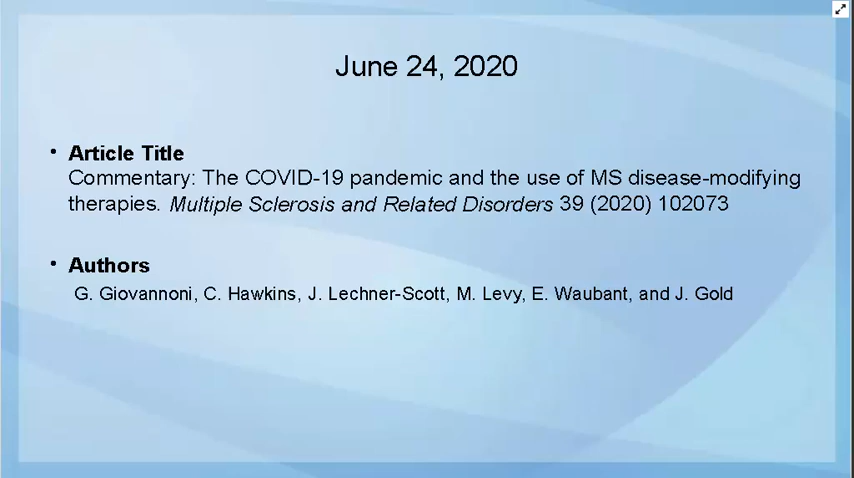 June 24, 2020
• Article Title
Commentary: The COVID-19 pandemic and the use of MS disease-modifying
therapies. Multiple Sclerosis and Related Disorders 39 (2020) 102073
• Authors
G. Giovannoni, C. Hawkins, J. Lechner-Scott, M. Levy, E. Waubant, and J. Gold